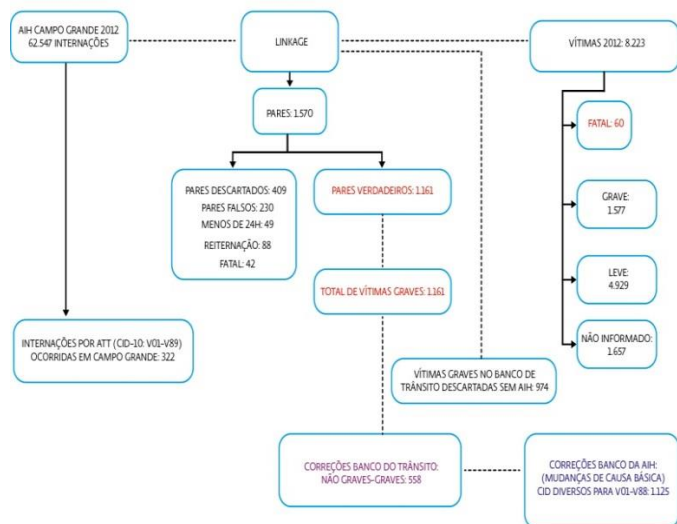 AIH CAMPO GRANDE 2012
62.547 INTERNAÇÕES
LINKAGE
VÍTIMAS 2012: 8.223
PARES: 1.570
FATAL: 60
PARES DESCARTADOS: 409
PARES FALSOS: 230
MENOS DE 24H: 49
REITERNAÇÃO: 88
FATAL: 42
PARES VERDADEIROS: 1.161
GRAVE:
1.577
LEVE:
4.929
TOTAL DE VÍTIMAS GRAVES: 1.161
NÃO INFORMADO:
1.657
INTERNAÇÕES POR ATT (CID-10: V01-V89)
OCORRIDAS EM CAMPO GRANDE: 322
VÍTIMAS GRAVES NO BANCO DE
TRÂNSITO DESCARTADAS SEM AIH: 974
CORREÇÕES BANCO DO TRÂNSITO:
NÃO GRAVES-GRAVES: 558
CORREÇÕES BANCO DA AIH:
(MUDANÇAS DE CAUSA BÁSICA)
CID DIVERSOS PARA V01-V88: 1.125